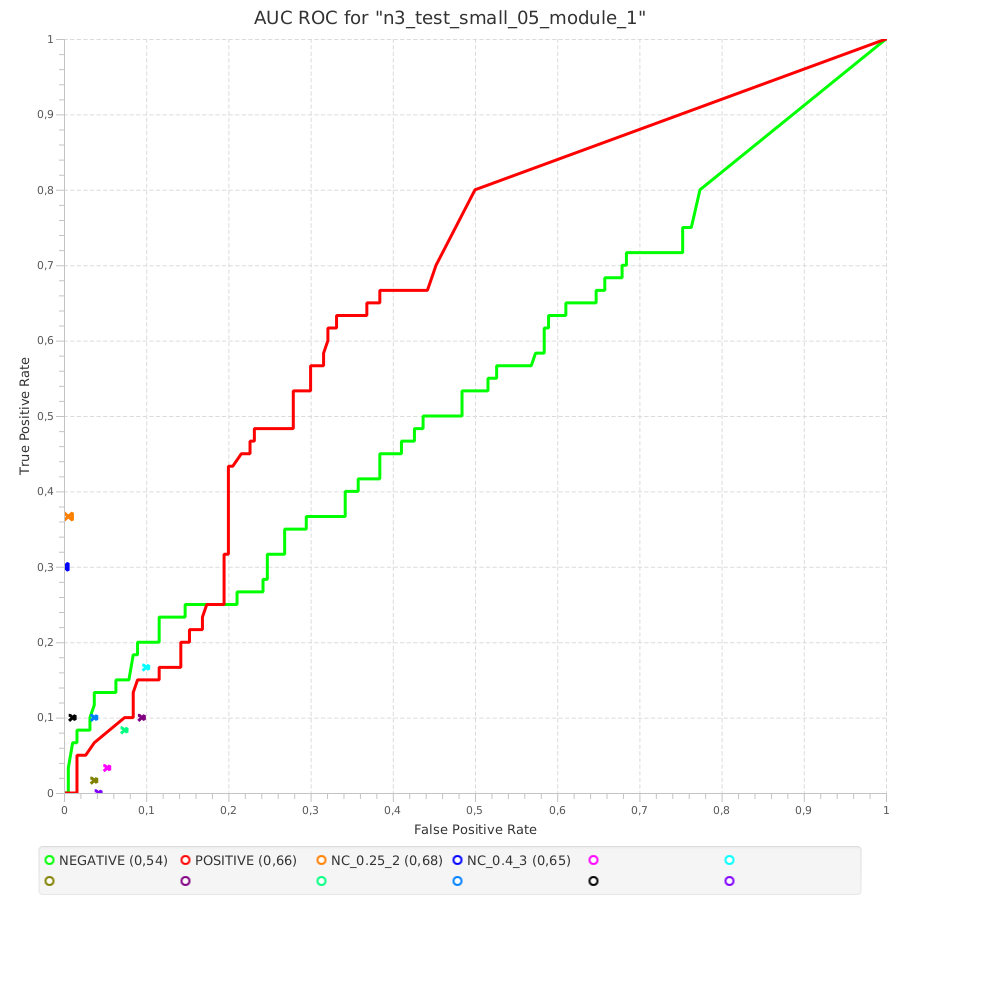 AUC ROC for "n3_test_small_05_module_1"
1
0,9
0,8
0,7
0,6
0,5
0,4
0,3
0,2
0,1
0
True Positive Rate
0 0,1 0,2 0,3 0,4 0,5 0,6 0,7 0,8 0,9 1
False Positive Rate
NEGATIVE (0,54) POSITIVE (0,66) NC_0.25_2 (0,68) NC_0.4_3 (0,65)